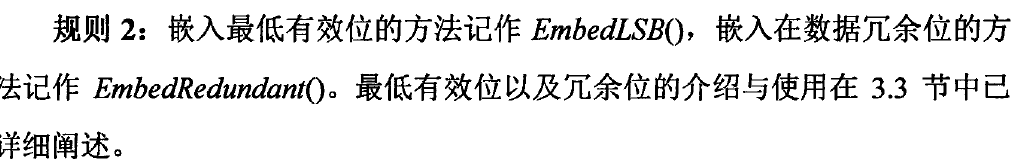 规则 2：嵌入最低有效位的方法记作 EmbedLSB()，嵌入在数据冗余位的方
法记作 EmbedRedundant()。最低有效位以及冗余位的介绍与使用在 3.3 节中已
详细阐述。